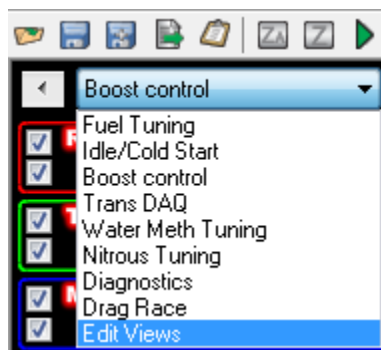 Boost control
Fuel Tuning
Idle/Cold Start
Boost control
Trans DAQ
Water Meth Tuning
Nitrous Tuning
Diagnostics
Drag Race
Edit Views